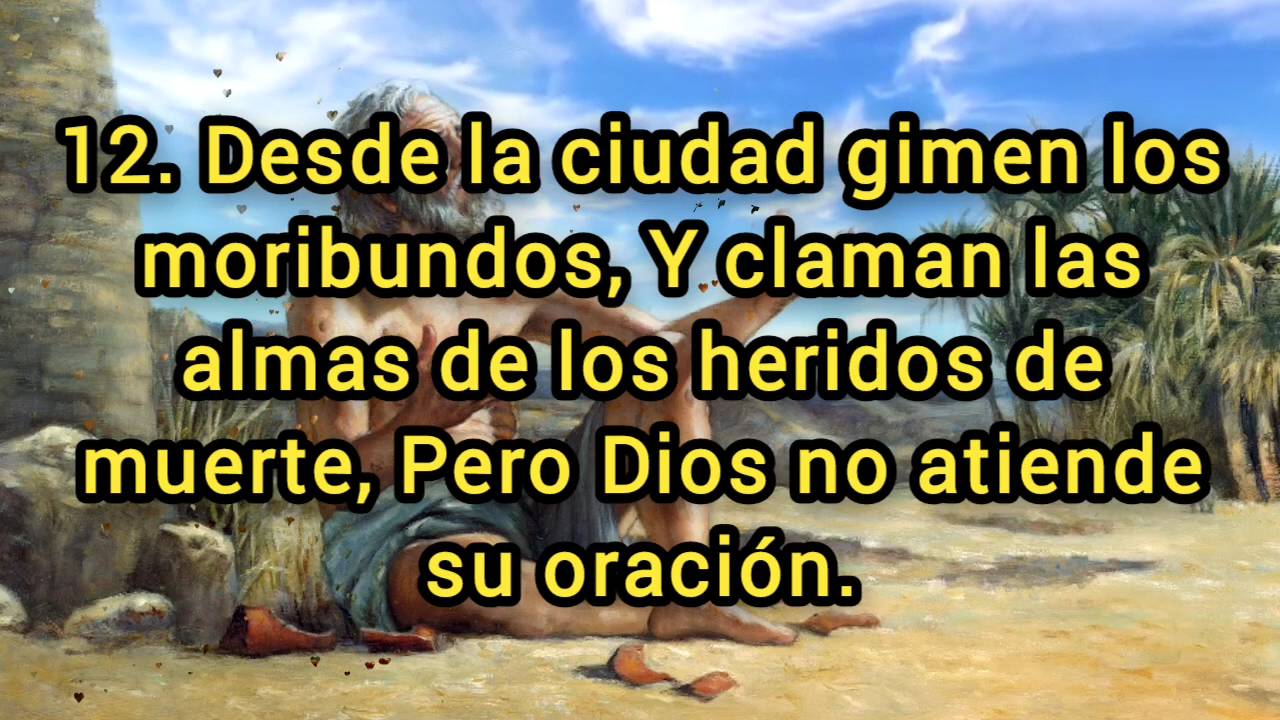 12. Desde la ciudad gimen los
moribundos, Y claman las
almas de los heridos de
muerte, Pero Dios no atiende
su oración.